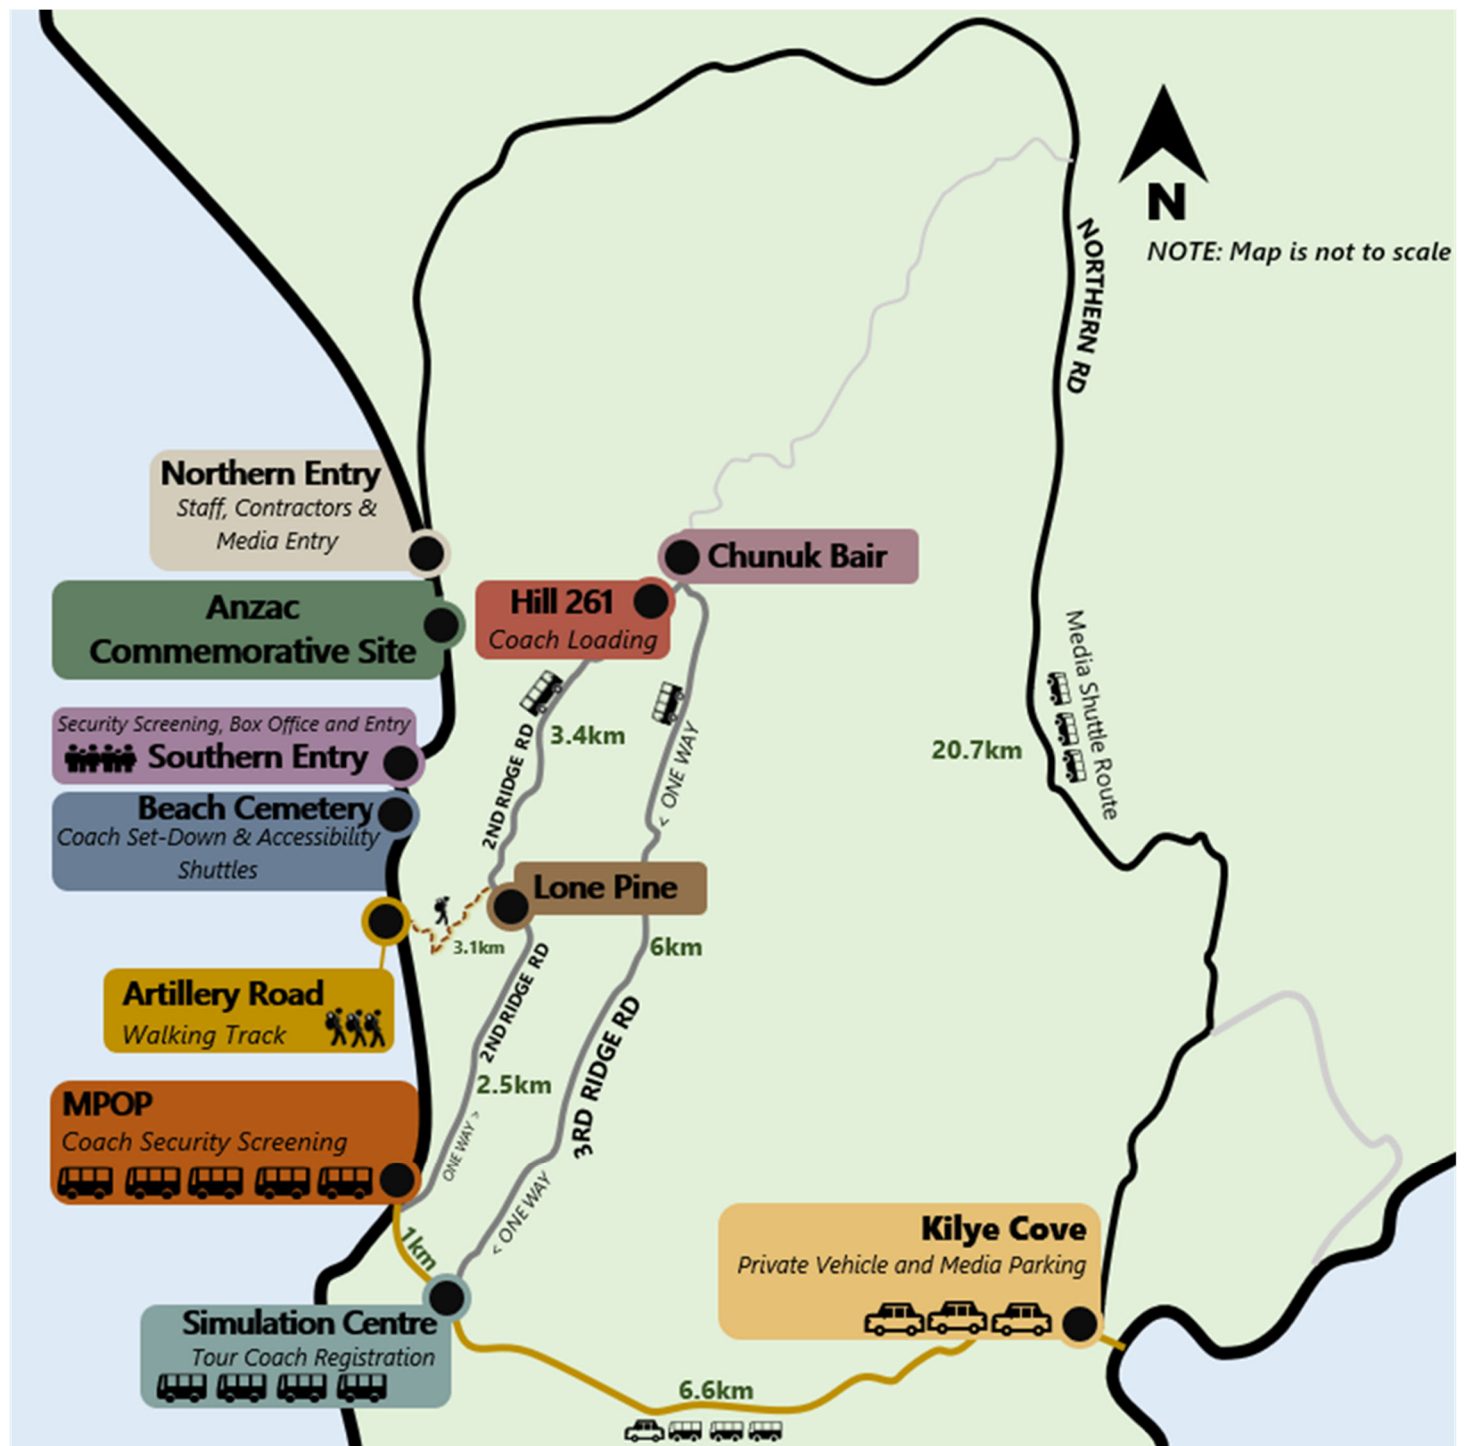 N
NOTE: Map is not to scale
NORTHERN RD
Northern Entry
Staff, Contractors &
Media Entry
Chunuk Bair
Anzac
Commemorative Site
Hill 261
Coach Loading
Media Shuttle Route
Security Screening, Box Office and Entry
Southern Entry
3.4km
2ND RIDGE RD
< ONE WAY
20.7km
Beach Cemetery
Coach Set-Down & Accessibility
Shuttles
Lone Pine
3.1km
6km
Artillery Road
Walking Track
2ND RIDGE RD
3RD RIDGE RD
2.5km
MPOP
Coach Security Screening
ONE WAY >
< ONE WAY
1km
Kilye Cove
Private Vehicle and Media Parking
Simulation Centre
Tour Coach Registration
6.6km